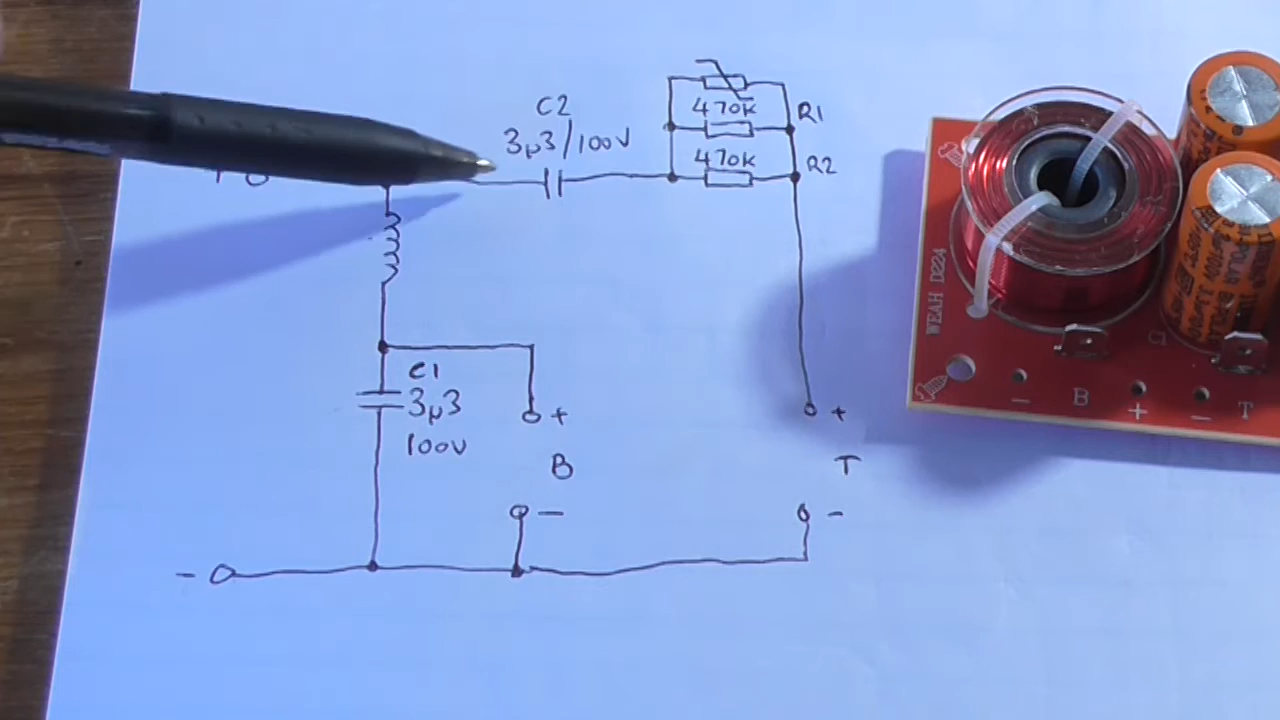 C2
3µ3/100V
470K
R1
470K
R2
+
C1
3µ3
100V
+
B
-
+
T
-
-
WEAH D224
- B + - T